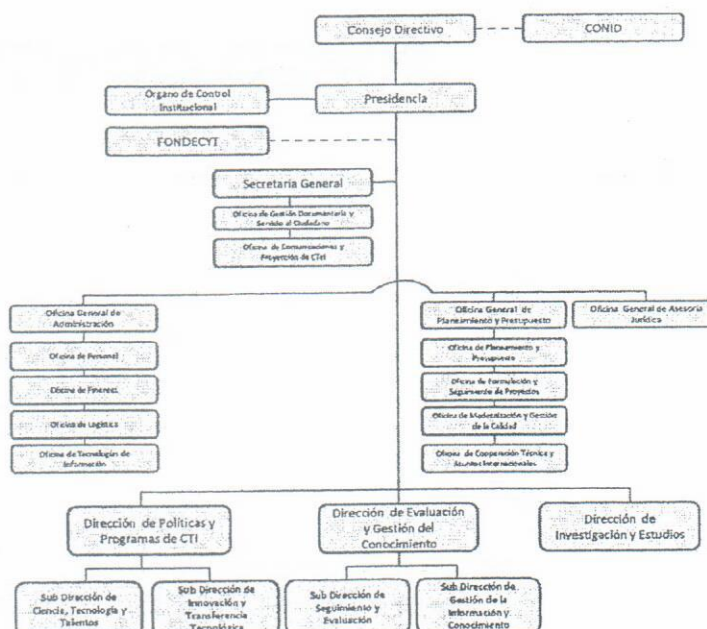 Consejo Directivo
CONID
Organo de Control
Institucional
Presidencia
FONDECYT
Secretaria General
Oficina de Gestión Documentaria y
Servicio al Ciudadano
Oficina de Comunicaciones y
Proyección de CTeI
Oficina General de
Administración
Oficina General de
Planeamiento y Presupuesto
Oficina General de Asesoria
Jurídica
Oficina de Personal
Oficina de Planeamiento y
Presupuesto
Oficina de Finanzas
Oficina de Formulación y
Seguimiento de Proyectos
Oficina de Logística
Oficina de Modernización y Gestión
de la Calidad
Oficina de Tecnologías de
Información
Oficina de Cooperación Técnica y
Asuntos Internacionales
Dirección de Políticas y
Programas de CTI
Dirección de Evaluación
y Gestión del
Conocimiento
Dirección de
Investigación y Estudios
Sub Dirección de
Ciencia, Tecnología y
Talentos
Sub Dirección de
Innovación y
Transferencia
Tecnológica
Sub Dirección de
Seguimiento y
Evaluación
Sub Dirección de
Gestión de la
Información y
Conocimiento